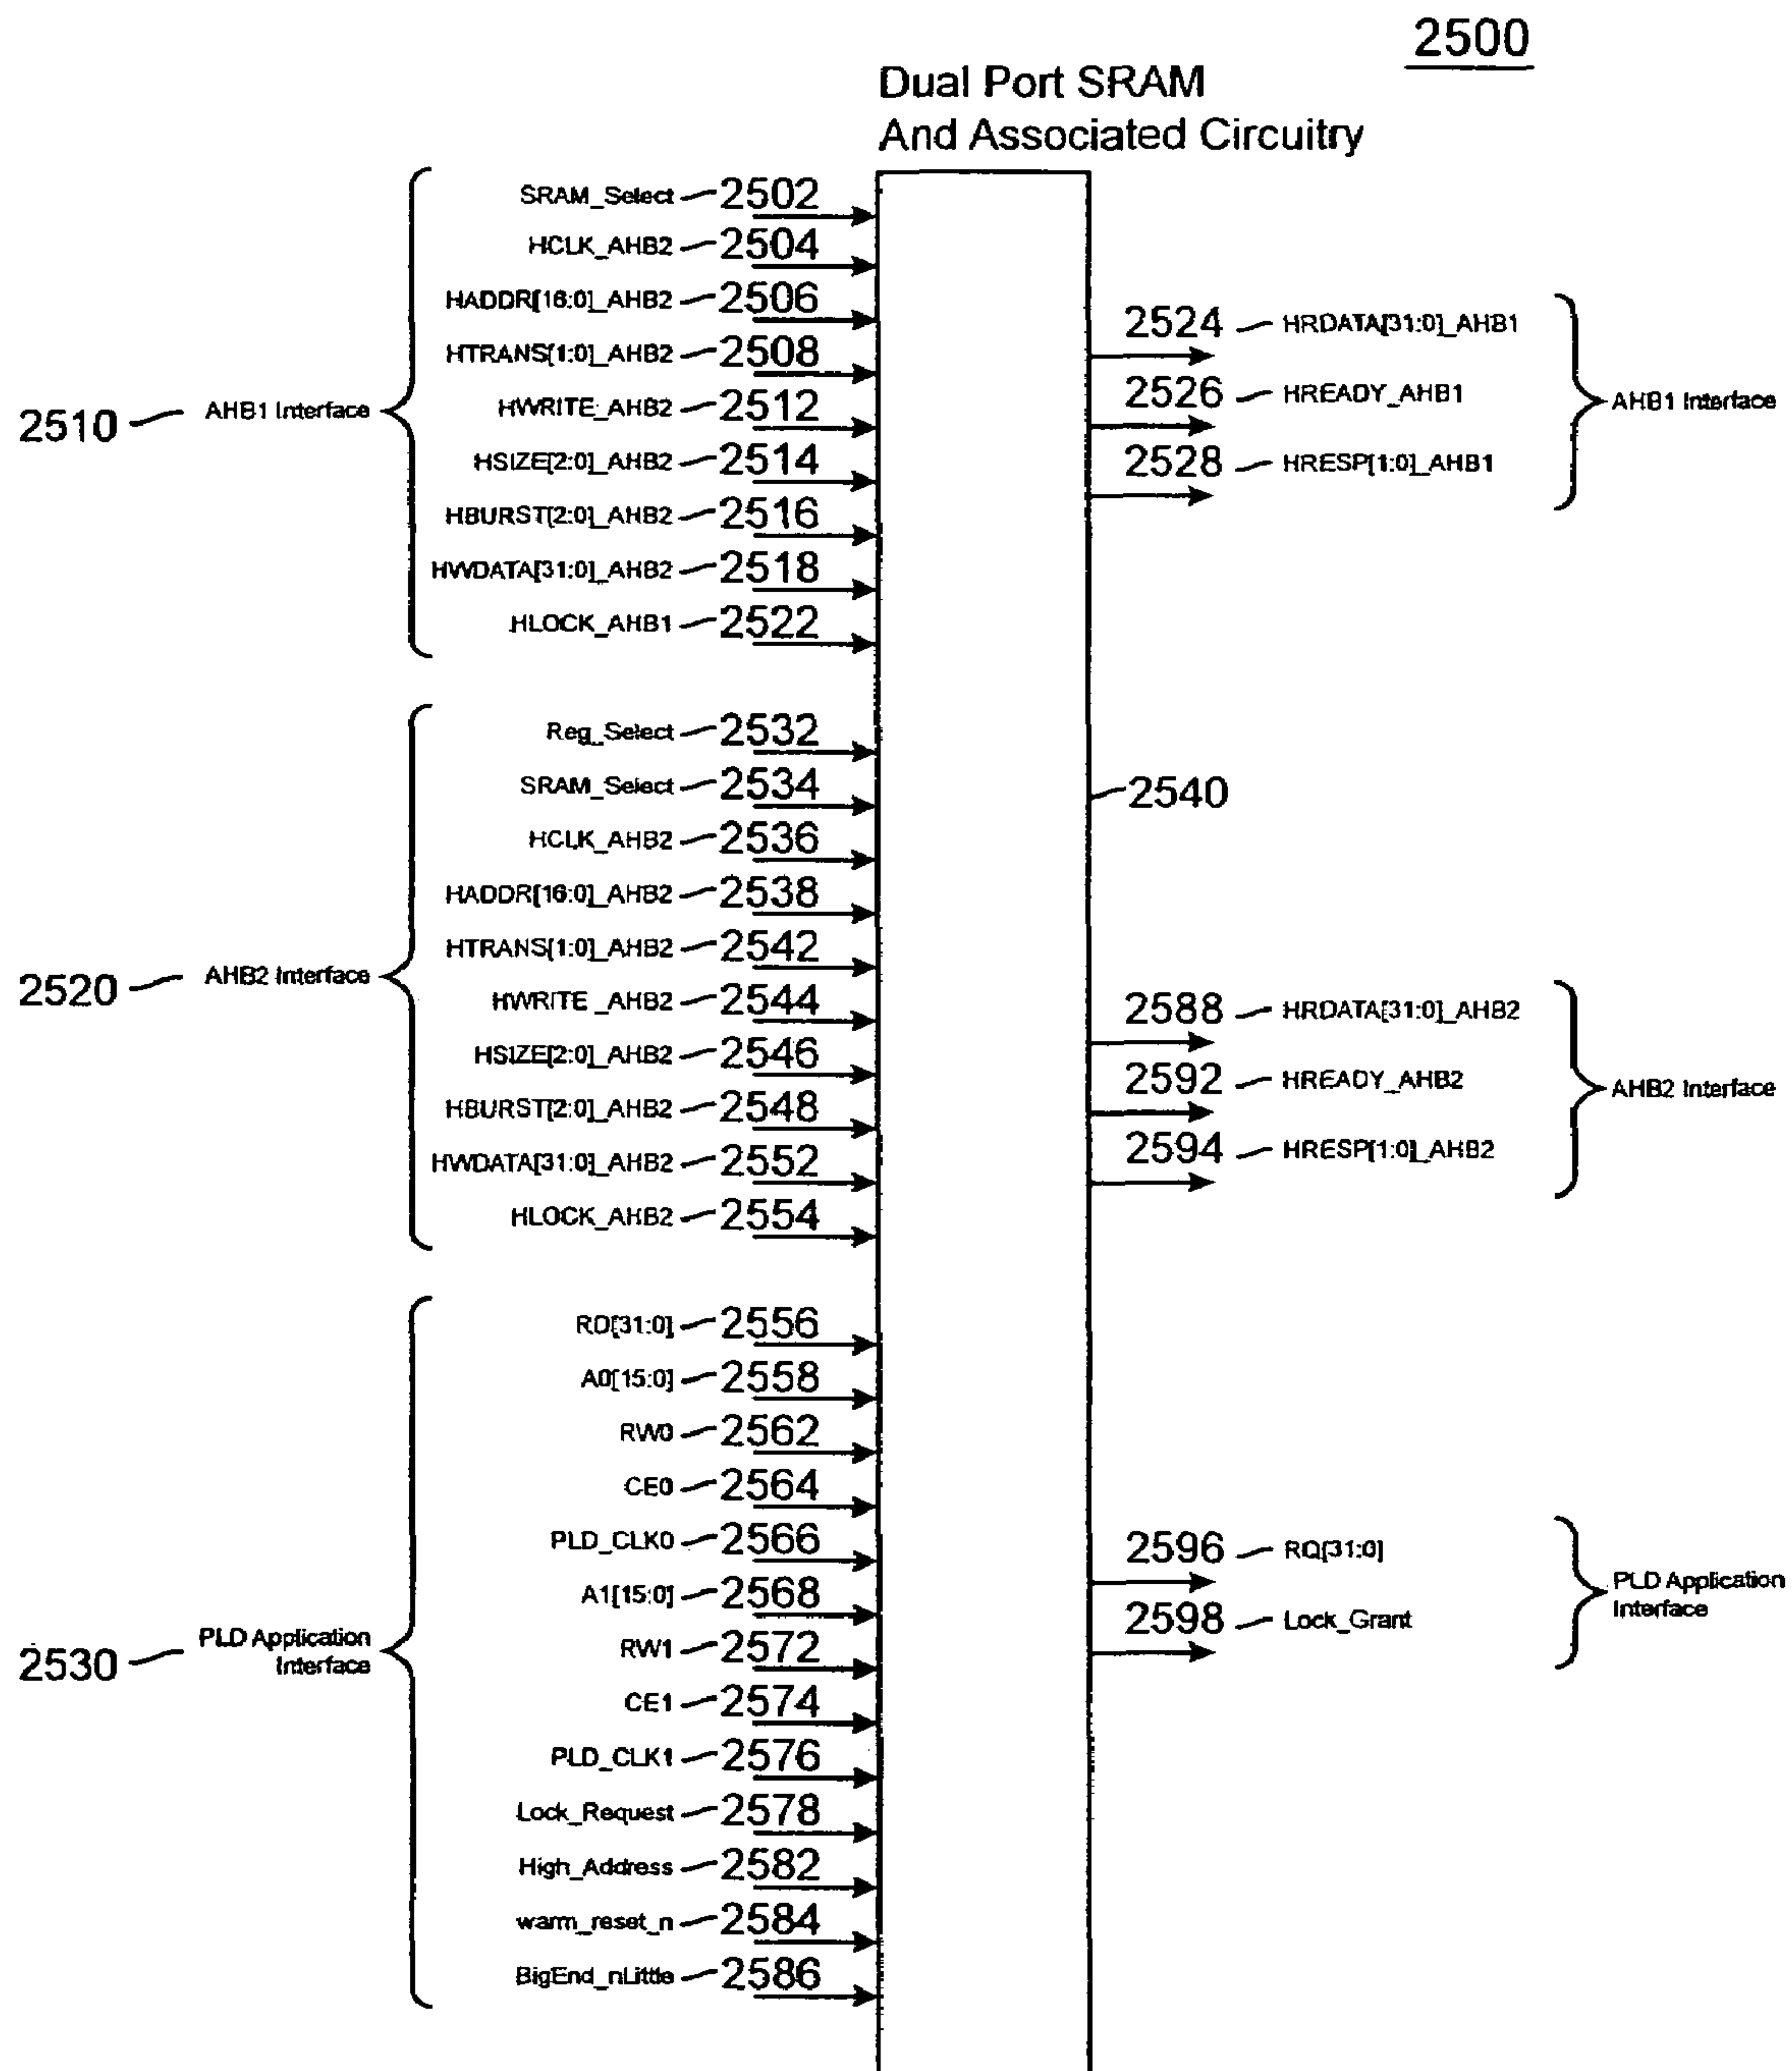 2500
Dual Port SRAM
And Associated Circuitry
2510
AHB1 Interface
SRAM_Select 2502
HCLK_AHB2 2504
HADDR[16:0]_AHB2 2506
HTRANS[1:0]_AHB2 2508
HWRITE_AHB2 2512
HSIZE[2:0]_AHB2 2514
HBURST[2:0]_AHB2 2516
HWDATA[31:0]_AHB2 2518
HLOCK_AHB1 2522
2524 HRDATA[31:0]_AHB1
2526 HREADY_AHB1
2528 HRESP[1:0]_AHB1
AHB1 Interface
2520
AHB2 Interface
Reg_Select 2532
SRAM_Select 2534
HCLK_AHB2 2536
HADDR[16:0]_AHB2 2538
HTRANS[1:0]_AHB2 2542
HWRITE_AHB2 2544
HSIZE[2:0]_AHB2 2546
HBURST[2:0]_AHB2 2548
HWDATA[31:0]_AHB2 2552
HLOCK_AHB2 2554
2540
2588 HRDATA[31:0]_AHB2
2592 HREADY_AHB2
2594 HRESP[1:0]_AHB2
AHB2 Interface
2530
PLD Application
Interface
RD[31:0] 2556
A0[15:0] 2558
RW0 2562
CE0 2564
PLD_CLK0 2566
A1[15:0] 2568
RW1 2572
CE1 2574
PLD_CLK1 2576
Lock_Request 2578
High_Address 2582
warm_reset_n 2584
BigEnd_nLittle 2586
2596 RQ[31:0]
2598 Lock_Grant
PLD Application
Interface